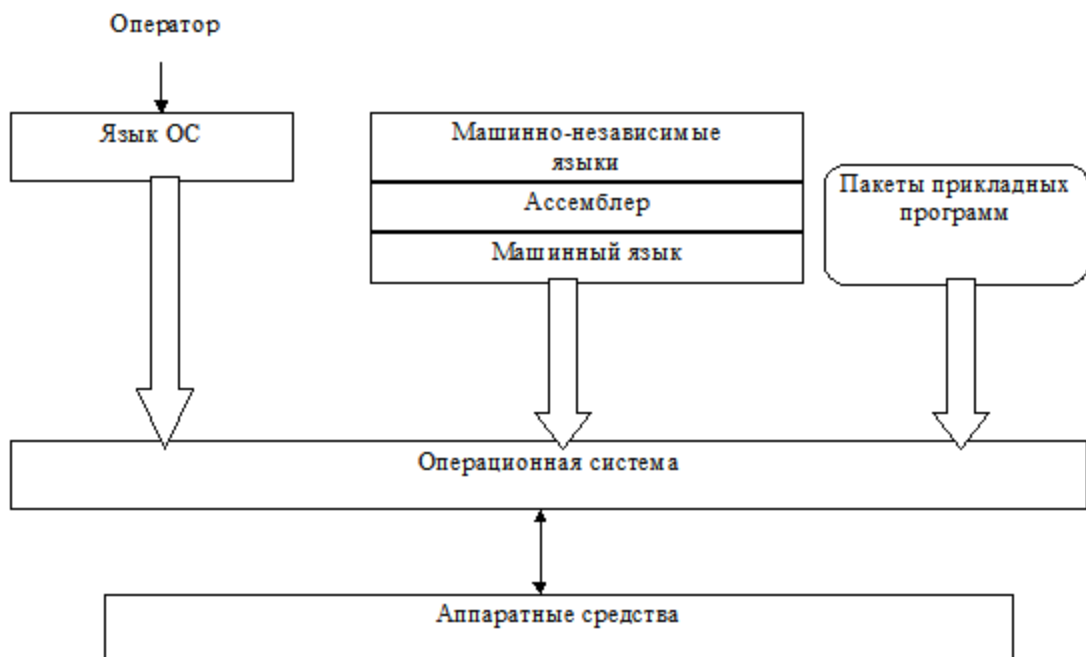 Оператор
Язык ОС
Машинно-независимые
языки
Ассемблер
Машинный язык
Пакеты прикладных
программ
Операционная система
Аппаратные средства